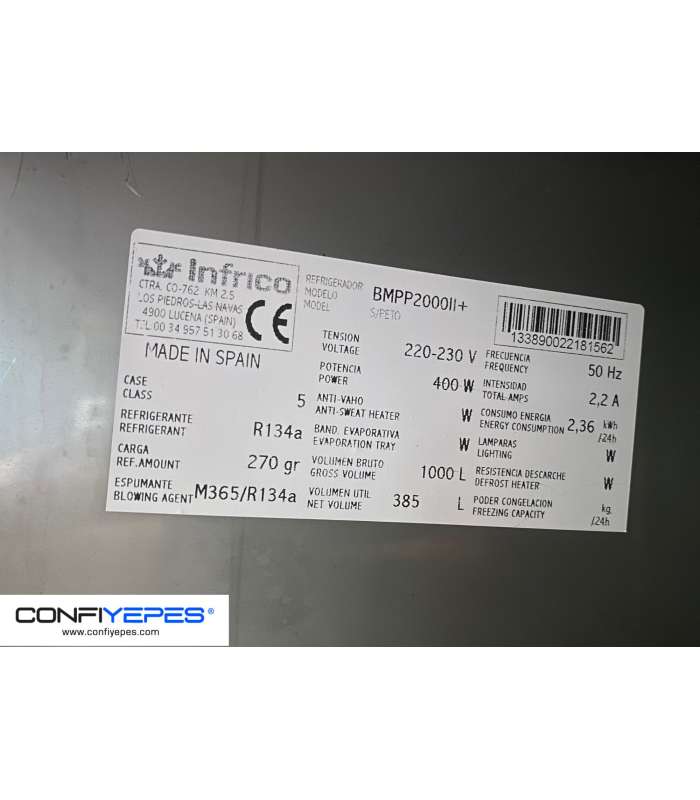 Infrico
CTRA. CO-762 KM 2,5
LOS PIEDROS-LAS NAVAS
4900 LUCENA (SPAIN)
TEL 00 34 957 51 30 68
CE
MADE IN SPAIN
REFRIGERADOR
MODELO
MODEL
BMPP2000II+
S/PETO
133890022181562
CASE
CLASS
5
REFRIGERANTE
REFRIGERANT
R134a
CARGA
REF.AMOUNT
270 gr
ESPUMANTE
BLOWING AGENT
M365/R134a
TENSION
VOLTAGE
220-230 V
POTENCIA
POWER
400 W
ANTI-VAHO
ANTI-SWEAT HEATER
W
BAND. EVAPORATIVA
EVAPORATION TRAY
W
VOLUMEN BRUTO
GROSS VOLUME
1000 L
VOLUMEN UTIL
NET VOLUME
385 L
FRECUENCIA
FREQUENCY
50 Hz
INTENSIDAD
TOTAL-AMPS
2,2 A
CONSUMO ENERGIA
ENERGY CONSUMPTION
2,36 kWh
/24h
LAMPARAS
LIGHTING
W
RESISTENCIA DESCARCHE
DEFROST HEATER
W
PODER CONGELACION
FREEZING CAPACITY
kg.
/24h.
CONFIYEPES®
www.confiyepes.com